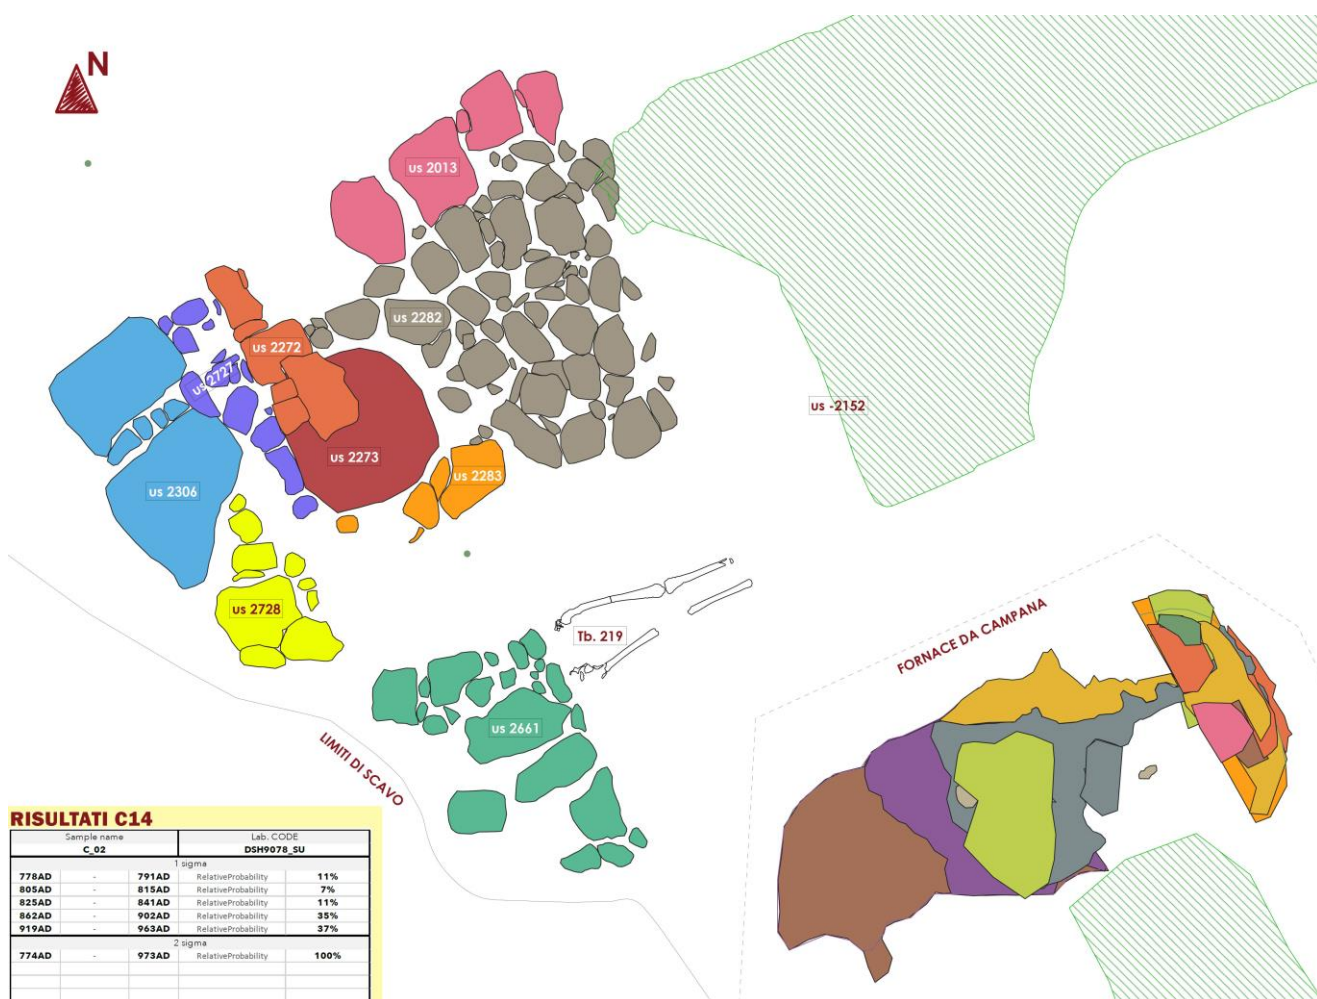 N
us 2013
us 2282
us 2272
us 2727
us -2152
us 2273
us 2283
us 2306
us 2728
Tb. 219
FORNACE DA CAMPANA
us 2661
LIMITI DI SCAVO
RISULTATI C14
Sample name Lab. CODE
C_02 DSH9078_SU
1 sigma
778AD - 791AD RelativeProbability 11%
805AD - 815AD RelativeProbability 7%
825AD - 841AD RelativeProbability 11%
862AD - 902AD RelativeProbability 35%
919AD - 963AD RelativeProbability 37%
2 sigma
774AD - 973AD RelativeProbability 100%